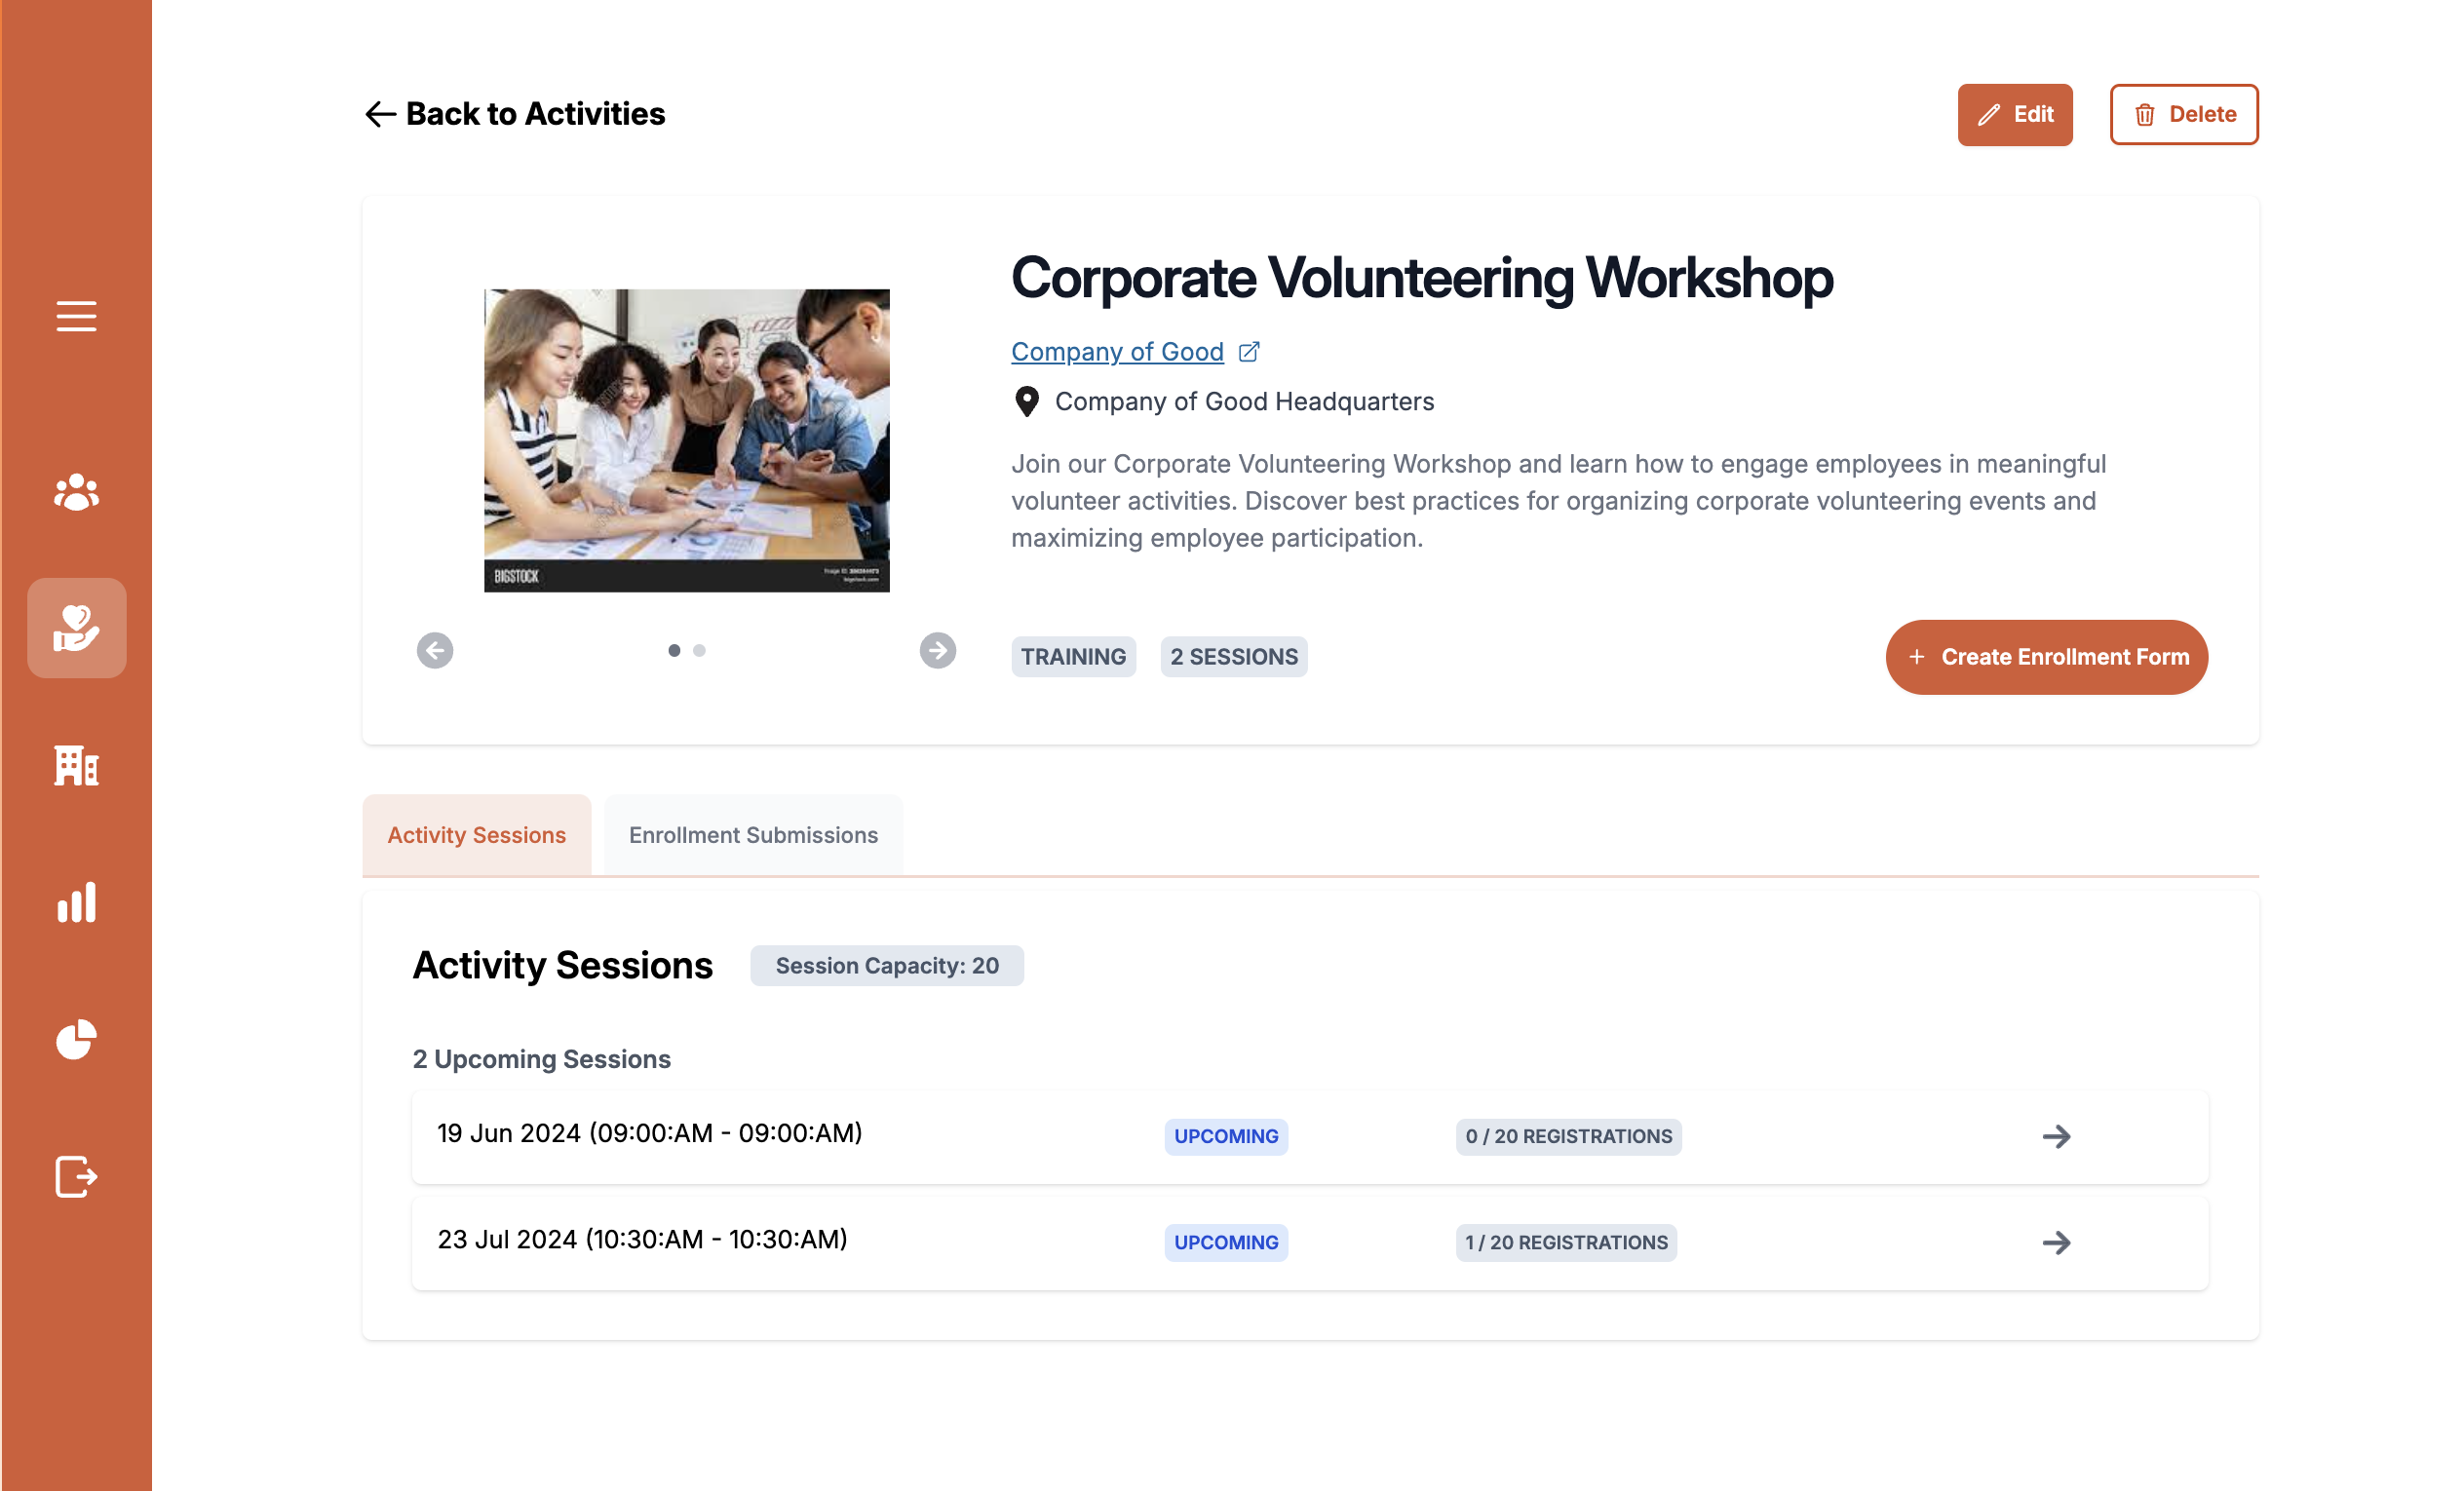 Back to Activities
Edit
Delete
Corporate Volunteering Workshop
Company of Good
Company of Good Headquarters
Join our Corporate Volunteering Workshop and learn how to engage employees in meaningful
volunteer activities. Discover best practices for organizing corporate volunteering events and
maximizing employee participation.
BIGSTOCK
bigstock.com
TRAINING
2 SESSIONS
+ Create Enrollment Form
Activity Sessions
Enrollment Submissions
Activity Sessions
Session Capacity: 20
2 Upcoming Sessions
19 Jun 2024 (09:00:AM - 09:00:AM)
UPCOMING
0 / 20 REGISTRATIONS
23 Jul 2024 (10:30:AM - 10:30:AM)
UPCOMING
1 / 20 REGISTRATIONS